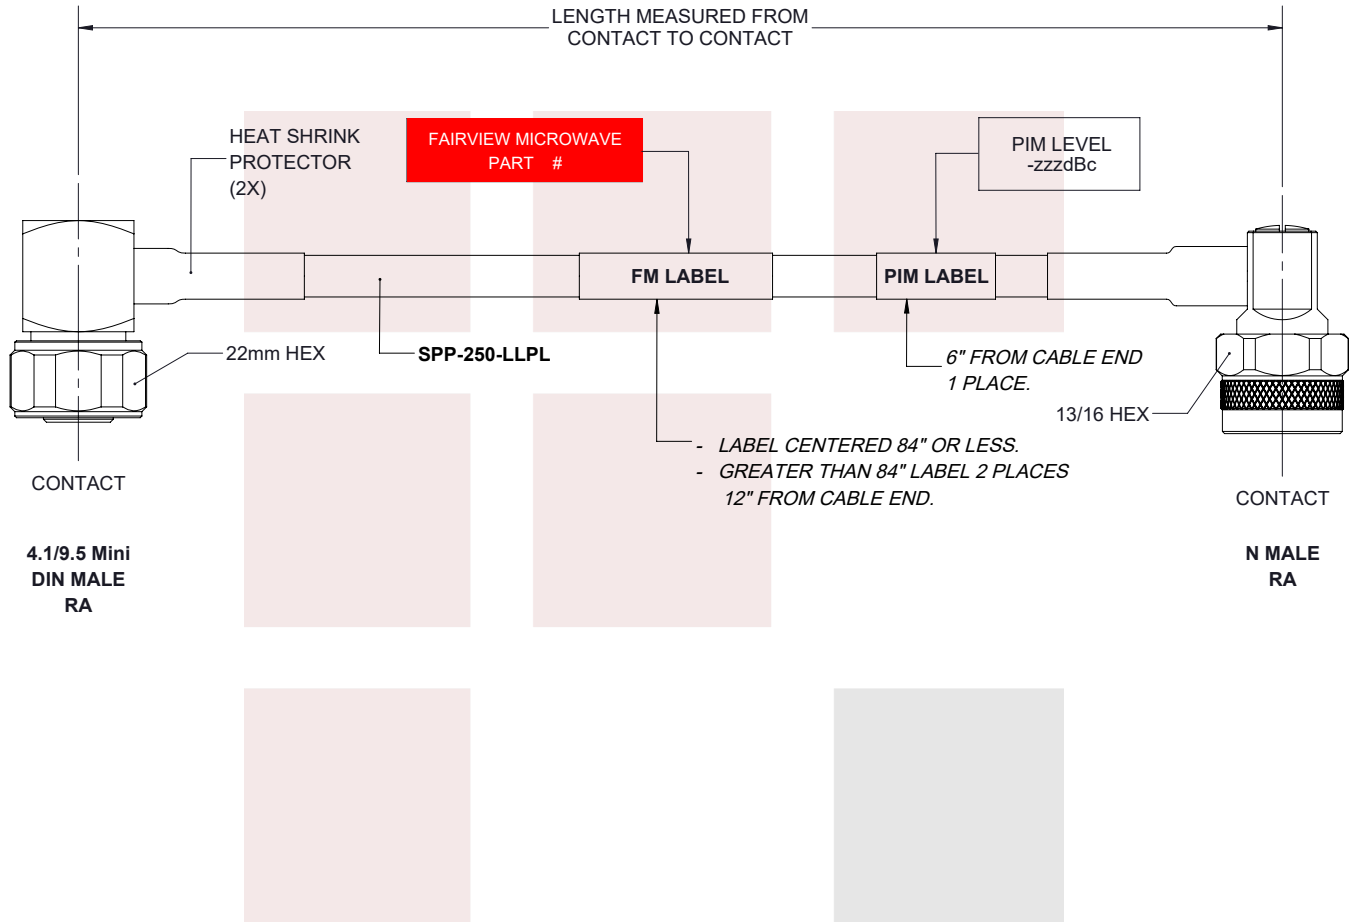 LENGTH MEASURED FROM
CONTACT TO CONTACT
HEAT SHRINK
PROTECTOR
(2X)
FAIRVIEW MICROWAVE
PART #
PIM LEVEL
-zzzdBc
FM LABEL
PIM LABEL
22mm HEX
SPP-250-LLPL
6" FROM CABLE END
1 PLACE.
13/16 HEX
- LABEL CENTERED 84" OR LESS.
- GREATER THAN 84" LABEL 2 PLACES
12" FROM CABLE END.
CONTACT
CONTACT
4.1/9.5 Mini
DIN MALE
RA
N MALE
RA